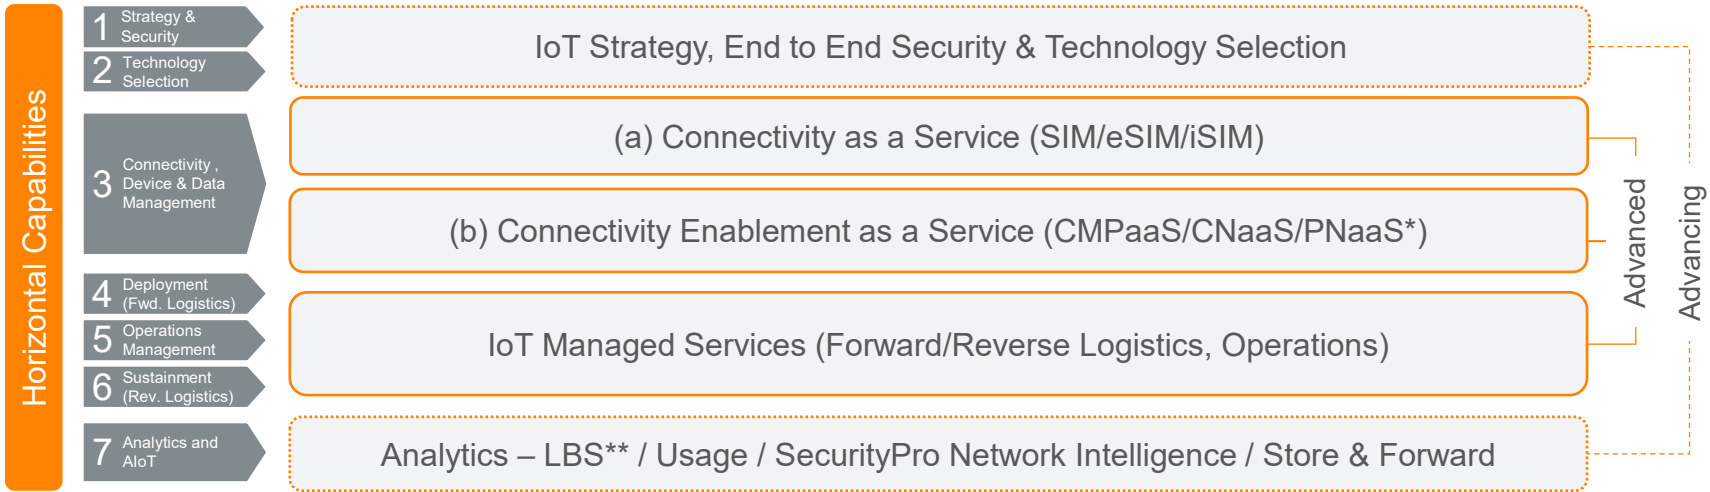 Horizontal Capabilities
1 Strategy &
Security
2 Technology
Selection
IoT Strategy, End to End Security & Technology Selection
3 Connectivity ,
Device & Data
Management
(a) Connectivity as a Service (SIM/eSIM/iSIM)
(b) Connectivity Enablement as a Service (CMPaaS/CNaaS/PNaaS*)
4 Deployment
(Fwd. Logistics)
5 Operations
Management
6 Sustainment
(Rev. Logistics)
IoT Managed Services (Forward/Reverse Logistics, Operations)
7 Analytics and
AIoT
Analytics – LBS** / Usage / SecurityPro Network Intelligence / Store & Forward
Advanced
Advancing